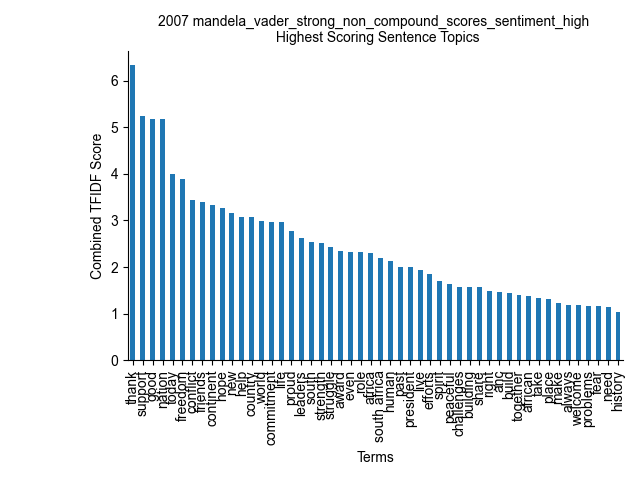 2007 mandela_vader_strong_non_compound_scores_sentiment_high
Highest Scoring Sentence Topics
Combined TFIDF Score
6
5
4
3
2
1
0
thank
support
good
nation
today
freedom
conflict
friends
continent
hope
new
help
country
world
commitment
life
proud
leaders
south
strength
struggle
award
even
role
africa
south africa
human
past
president
live
efforts
spirit
peaceful
challenges
building
share
right
anc
build
together
african
take
place
make
always
welcome
problems
fear
need
history
Terms